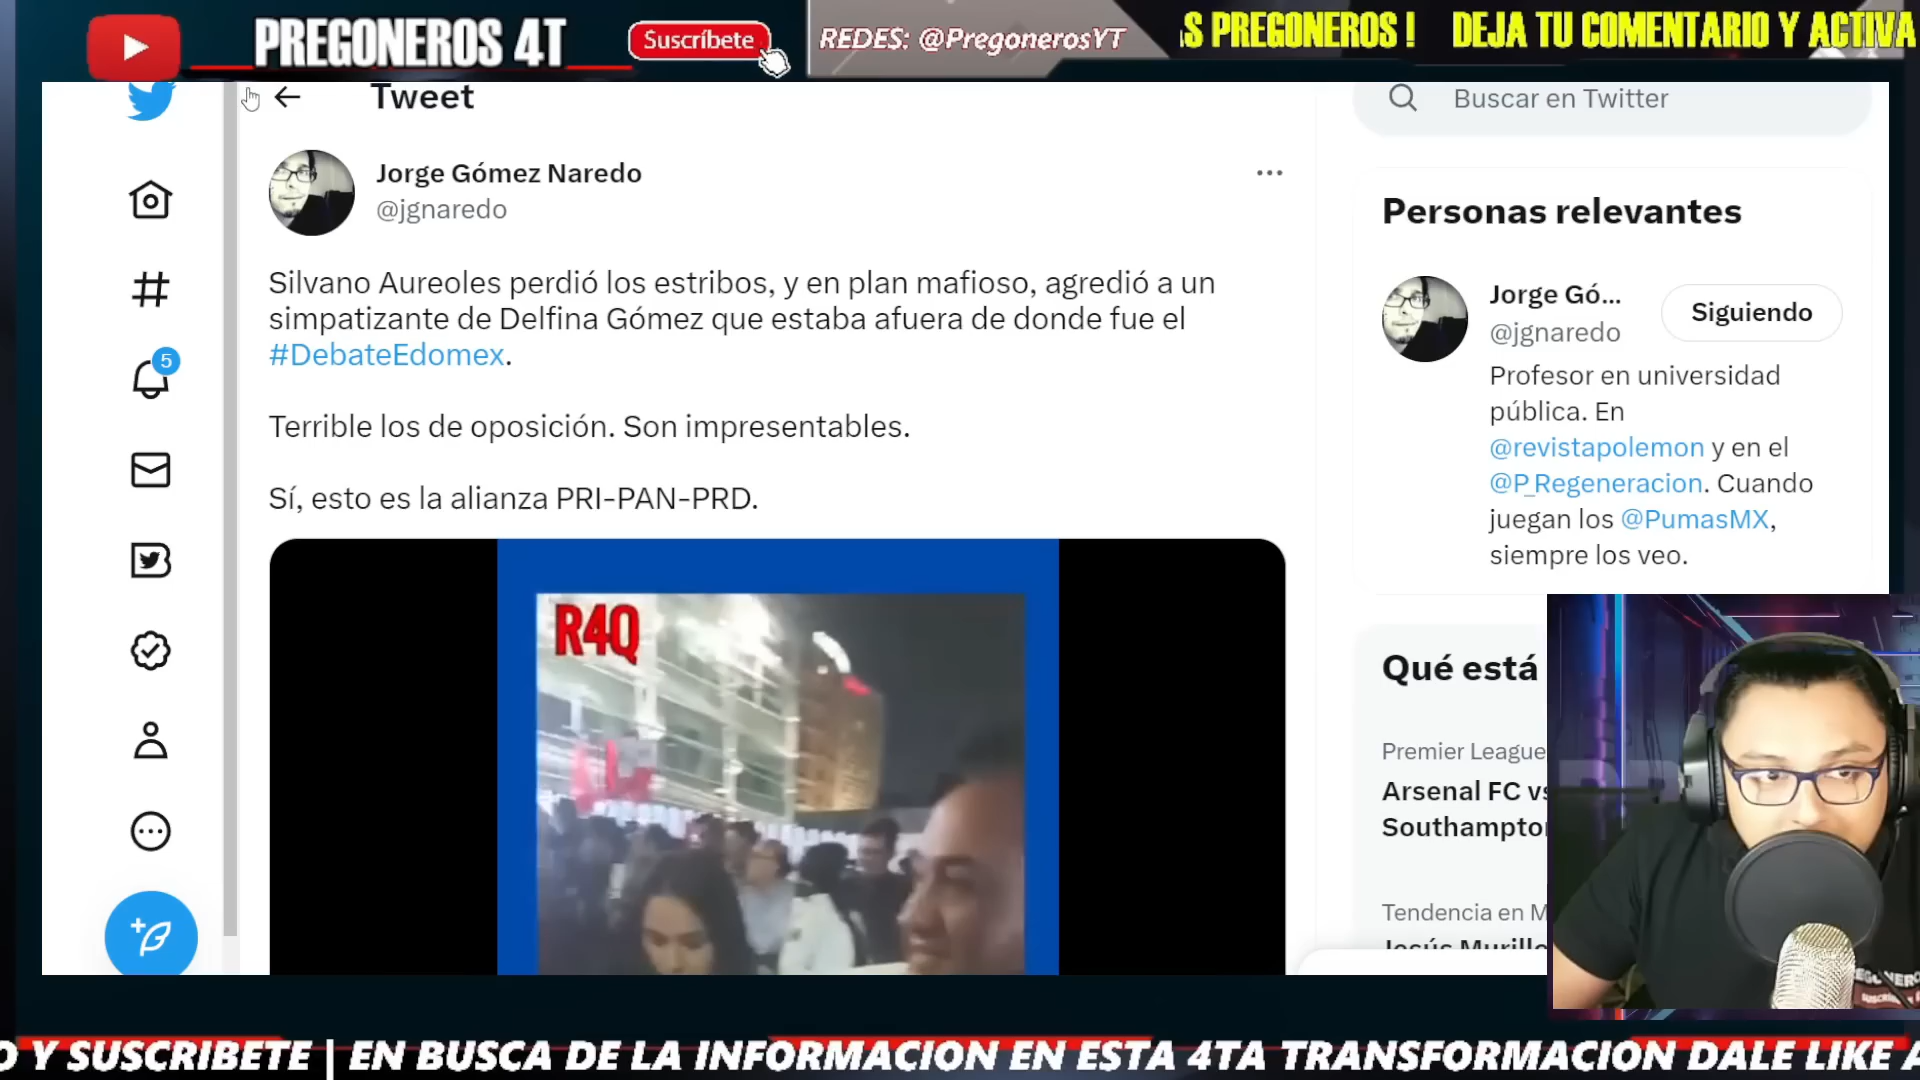 PREGONEROS 4T
Suscríbete
REDES: @PregonerosYT
S PREGONEROS ! DEJA TU COMENTARIO Y ACTIVA
Tweet
Buscar en Twitter
Jorge Gómez Naredo
@jgnaredo
Silvano Aureoles perdió los estribos, y en plan mafioso, agredió a un
simpatizante de Delfina Gómez que estaba afuera de donde fue el
#DebateEdomex.
Terrible los de oposición. Son impresentables.
Sí, esto es la alianza PRI-PAN-PRD.
R4Q
5
Personas relevantes
Jorge Gó...
@jgnaredo
Siguiendo
Profesor en universidad
pública. En
@revistapolemon y en el
@P_Regeneracion. Cuando
juegan los @PumasMX,
siempre los veo.
Qué está
Premier League
Arsenal FC vs
Southampton
Tendencia en M
Jesús Murillo
O Y SUSCRIBETE | EN BUSCA DE LA INFORMACION EN ESTA 4TA TRANSFORMACION DALE LIKE A